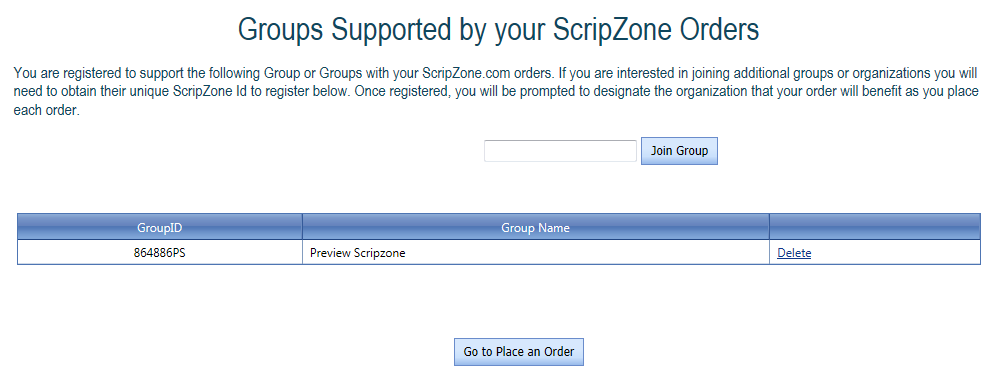 Groups Supported by your ScripZone Orders
You are registered to support the following Group or Groups with your ScripZone.com orders. If you are interested in joining additional groups or organizations you will
need to obtain their unique ScripZone Id to register below. Once registered, you will be prompted to designate the organization that your order will benefit as you place
each order.
Join Group
GroupID Group Name
864886PS Preview Scripzone Delete
Go to Place an Order